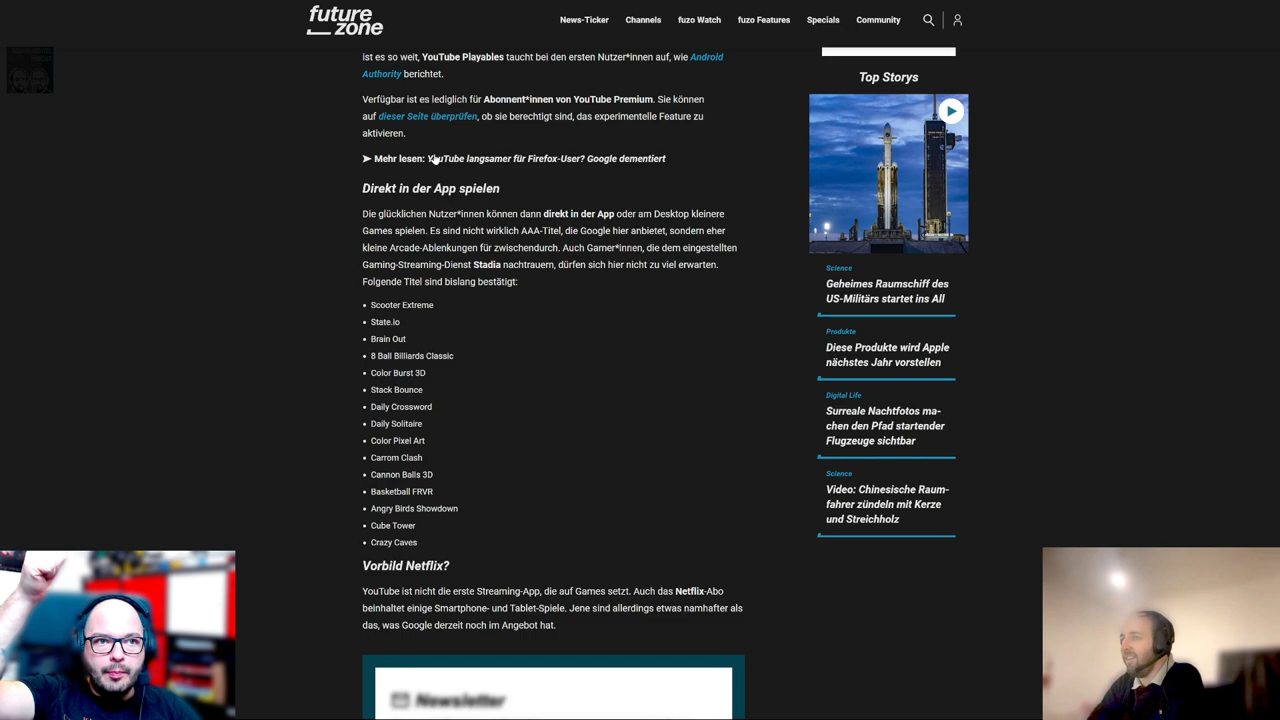 future
zone
News-Ticker
Channels
fuzo Watch
fuzo Features
Specials
Community
ist es so weit, YouTube Playables taucht bei den ersten Nutzer*innen auf, wie Android
Authority berichtet.
Verfügbar ist es lediglich für Abonnent*innen von YouTube Premium. Sie können
auf dieser Seite überprüfen, ob sie berechtigt sind, das experimentelle Feature zu
aktivieren.
➤ Mehr lesen: YouTube langsamer für Firefox-User? Google dementiert
Direkt in der App spielen
Die glücklichen Nutzer*innen können dann direkt in der App oder am Desktop kleinere
Games spielen. Es sind nicht wirklich AAA-Titel, die Google hier anbietet, sondern eher
kleine Arcade-Ablenkungen für zwischendurch. Auch Gamer*innen, die dem eingestellten
Gaming-Streaming-Dienst Stadia nachtrauern, dürfen sich hier nicht zu viel erwarten.
Folgende Titel sind bislang bestätigt:
• Scooter Extreme
• State.io
• Brain Out
• 8 Ball Billiards Classic
• Color Burst 3D
• Stack Bounce
• Daily Crossword
• Daily Solitaire
• Color Pixel Art
• Carrom Clash
• Cannon Balls 3D
• Basketball FRVR
• Angry Birds Showdown
• Cube Tower
• Crazy Caves
Vorbild Netflix?
YouTube ist nicht die erste Streaming-App, die auf Games setzt. Auch das Netflix-Abo
beinhaltet einige Smartphone- und Tablet-Spiele. Jene sind allerdings etwas namhafter als
das, was Google derzeit noch im Angebot hat.
Newsletter
Top Storys
Science
Geheimes Raumschiff des
US-Militärs startet ins All
Produkte
Diese Produkte wird Apple
nächstes Jahr vorstellen
Digital Life
Surreale Nachtfotos ma-
chen den Pfad startender
Flugzeuge sichtbar
Science
Video: Chinesische Raum-
fahrer zündeln mit Kerze
und Streichholz